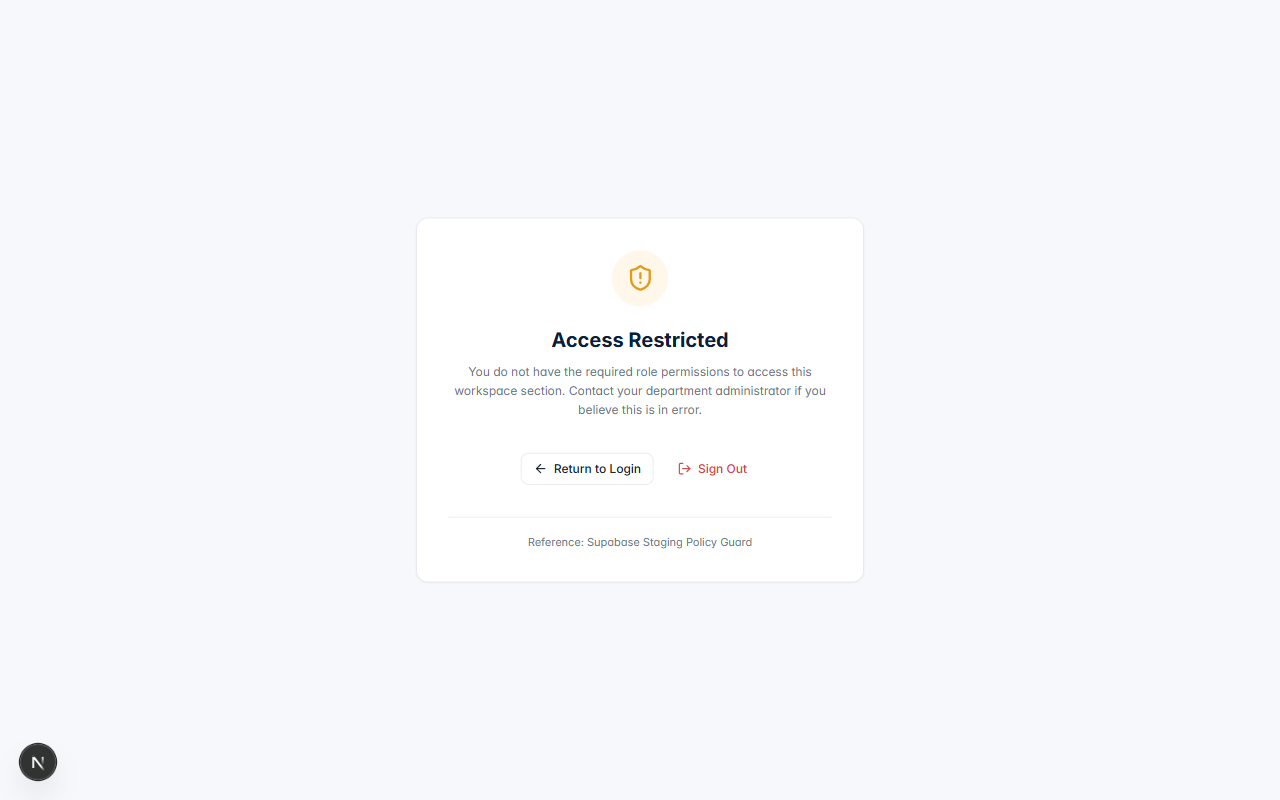 Access Restricted
You do not have the required role permissions to access this
workspace section. Contact your department administrator if you
believe this is in error.
Return to Login
Sign Out
Reference: Supabase Staging Policy Guard
N